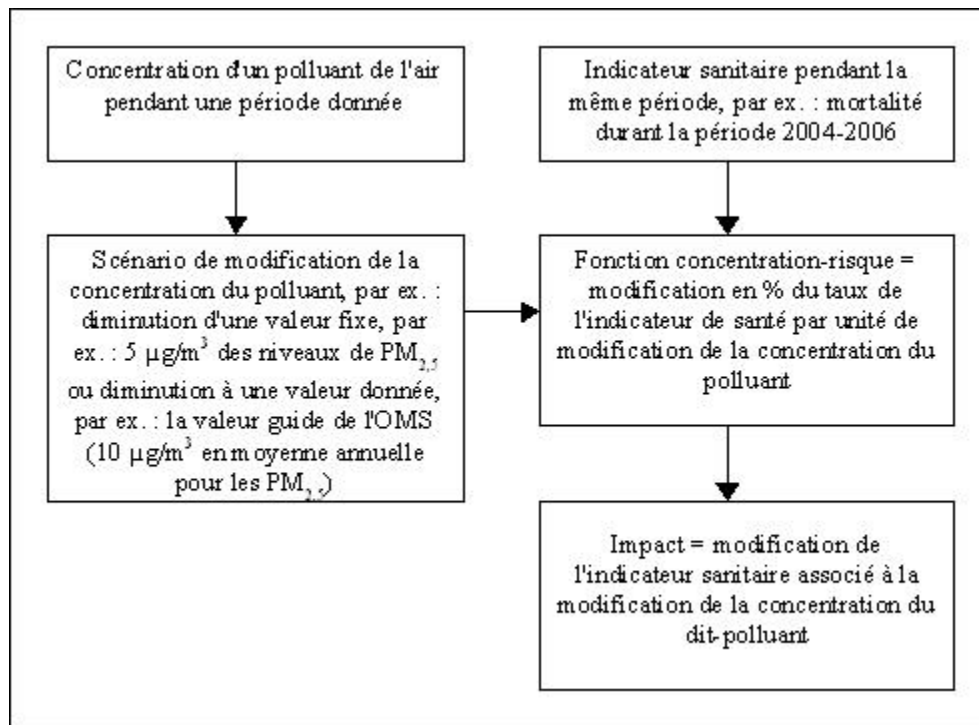 Concentration d'un polluant de l'air
pendant une période donnée
Indicateur sanitaire pendant la
même période, par ex. : mortalité
durant la période 2004-2006
Scénario de modification de la
concentration du polluant, par ex. :
diminution d'une valeur fixe, par
ex. : 5 µg/m³ des niveaux de PM₂,₅
ou diminution à une valeur donnée,
par ex. : la valeur guide de l'OMS
(10 µg/m³ en moyenne annuelle
pour les PM₂,₅)
Fonction concentration-risque =
modification en % du taux de
l'indicateur de santé par unité de
modification de la concentration du
polluant
Impact = modification de
l'indicateur sanitaire associé à la
modification de la concentration du
dit-polluant